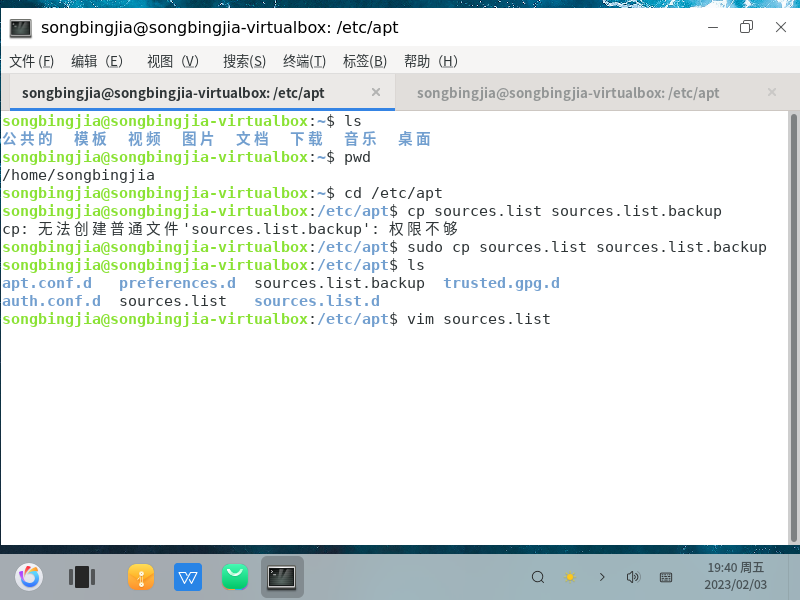 songbingjia@songbingjia-virtualbox: /etc/apt
文件 (F) 编辑 (E) 视图 (V) 搜索(S) 终端(T) 标签(B) 帮助 (H)
songbingjia@songbingjia-virtualbox: /etc/apt × songbingjia@songbingjia-virtualbox: /etc/apt ×
songbingjia@songbingjia-virtualbox:~$ ls
公共的 模板 视频 图片 文档 下载 音乐 桌面
songbingjia@songbingjia-virtualbox:~$ pwd
/home/songbingjia
songbingjia@songbingjia-virtualbox:~$ cd /etc/apt
songbingjia@songbingjia-virtualbox:/etc/apt$ cp sources.list sources.list.backup
cp: 无法创建普通文件'sources.list.backup': 权限不够
songbingjia@songbingjia-virtualbox:/etc/apt$ sudo cp sources.list sources.list.backup
songbingjia@songbingjia-virtualbox:/etc/apt$ ls
apt.conf.d preferences.d sources.list.backup trusted.gpg.d
auth.conf.d sources.list sources.list.d
songbingjia@songbingjia-virtualbox:/etc/apt$ vim sources.list
19:40 周五
2023/02/03